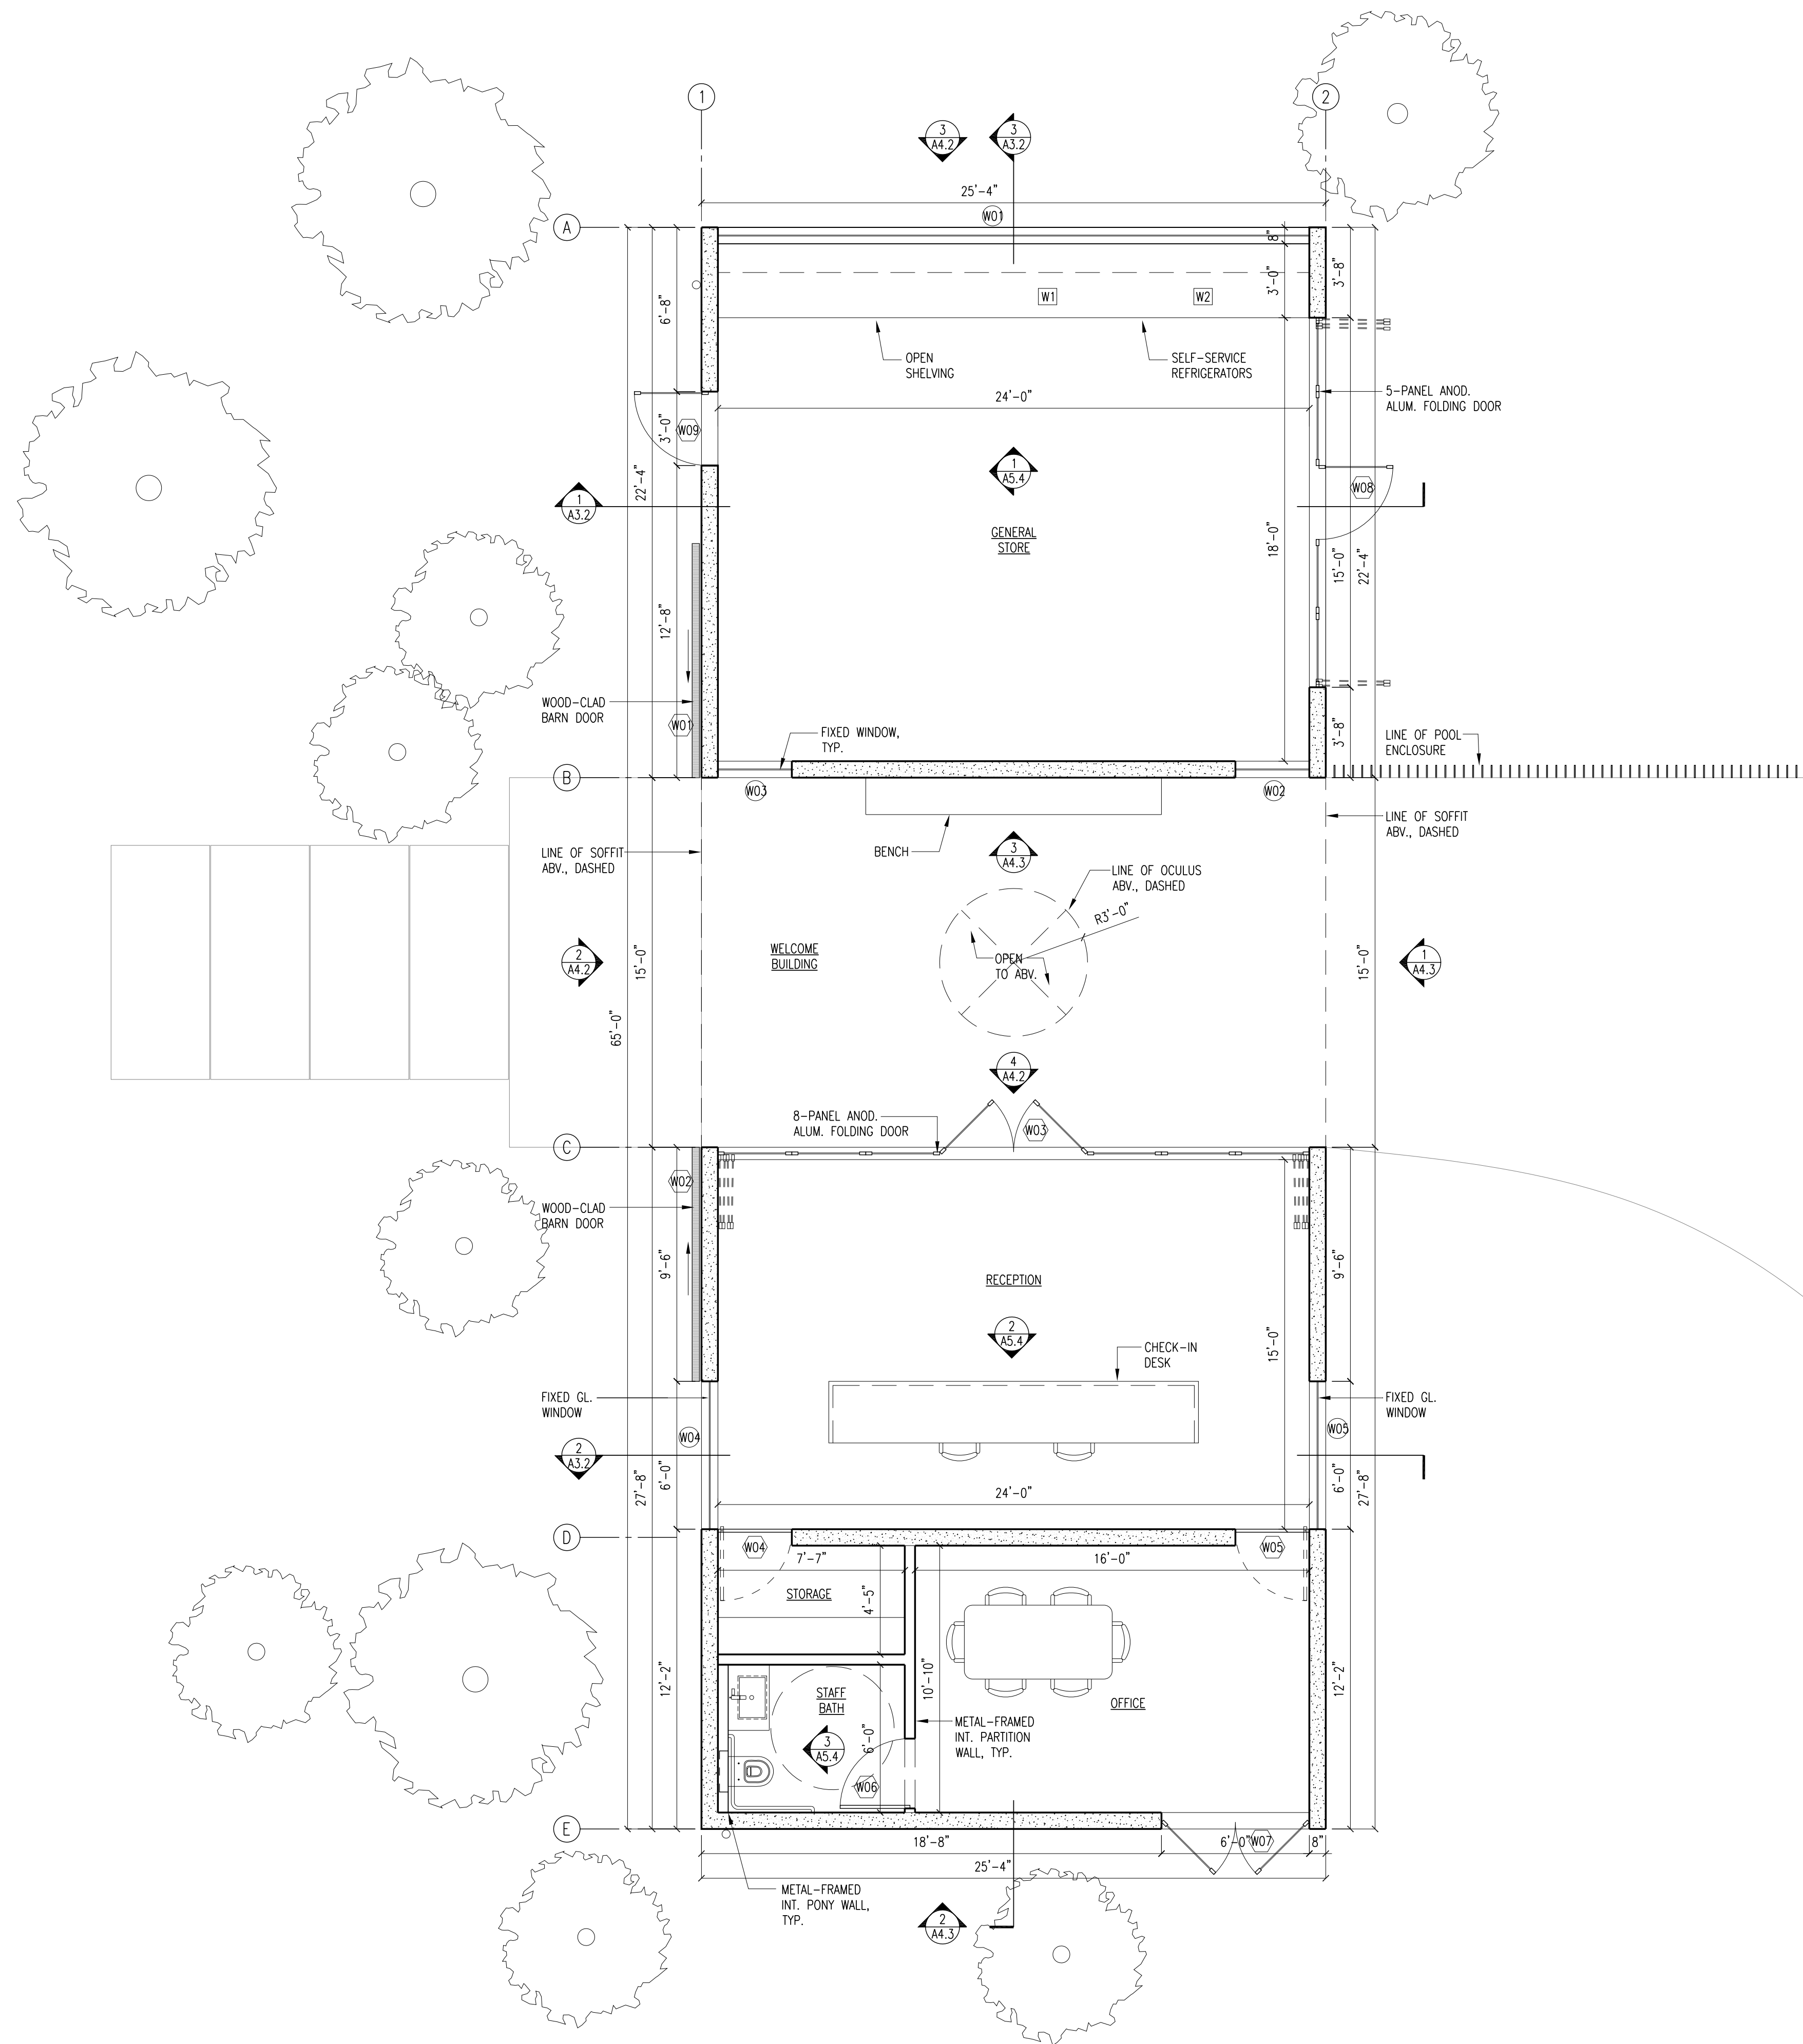 1
2
3
A4.2
3
A3.2
25'-4"
A
W01
8"
3'-0"
3'-8"
6'-8"
W1
W2
OPEN
SHELVING
SELF-SERVICE
REFRIGERATORS
24'-0"
5-PANEL ANOD.
ALUM. FOLDING DOOR
3'-0"
W09
22'-4"
1
A5.4
W08
1
A3.2
GENERAL
STORE
18'-0"
15'-0"
22'-4"
12'-8"
WOOD-CLAD
BARN DOOR
W01
FIXED WINDOW,
TYP.
3'-8"
LINE OF POOL
ENCLOSURE
B
W03
W02
LINE OF SOFFIT
ABV., DASHED
LINE OF SOFFIT
ABV., DASHED
BENCH
3
A4.3
LINE OF OCULUS
ABV., DASHED
R3'-0"
WELCOME
BUILDING
OPEN
TO ABV.
2
A4.2
15'-0"
15'-0"
1
A4.3
65'-0"
4
A4.2
8-PANEL ANOD.
ALUM. FOLDING DOOR
W03
C
W02
WOOD-CLAD
BARN DOOR
9'-6"
9'-6"
RECEPTION
2
A5.4
15'-0"
CHECK-IN
DESK
FIXED GL.
WINDOW
FIXED GL.
WINDOW
W04
W05
2
A3.2
27'-8"
6'-0"
6'-0"
27'-8"
24'-0"
D
W04
W05
7'-7"
16'-0"
STORAGE
4'-5"
12'-2"
10'-10"
12'-2"
STAFF
BATH
OFFICE
3
A5.4
6'-0"
METAL-FRAMED
INT. PARTITION
WALL, TYP.
W06
E
18'-8"
6'-0"
W07
8"
25'-4"
METAL-FRAMED
INT. PONY WALL,
TYP.
2
A4.3